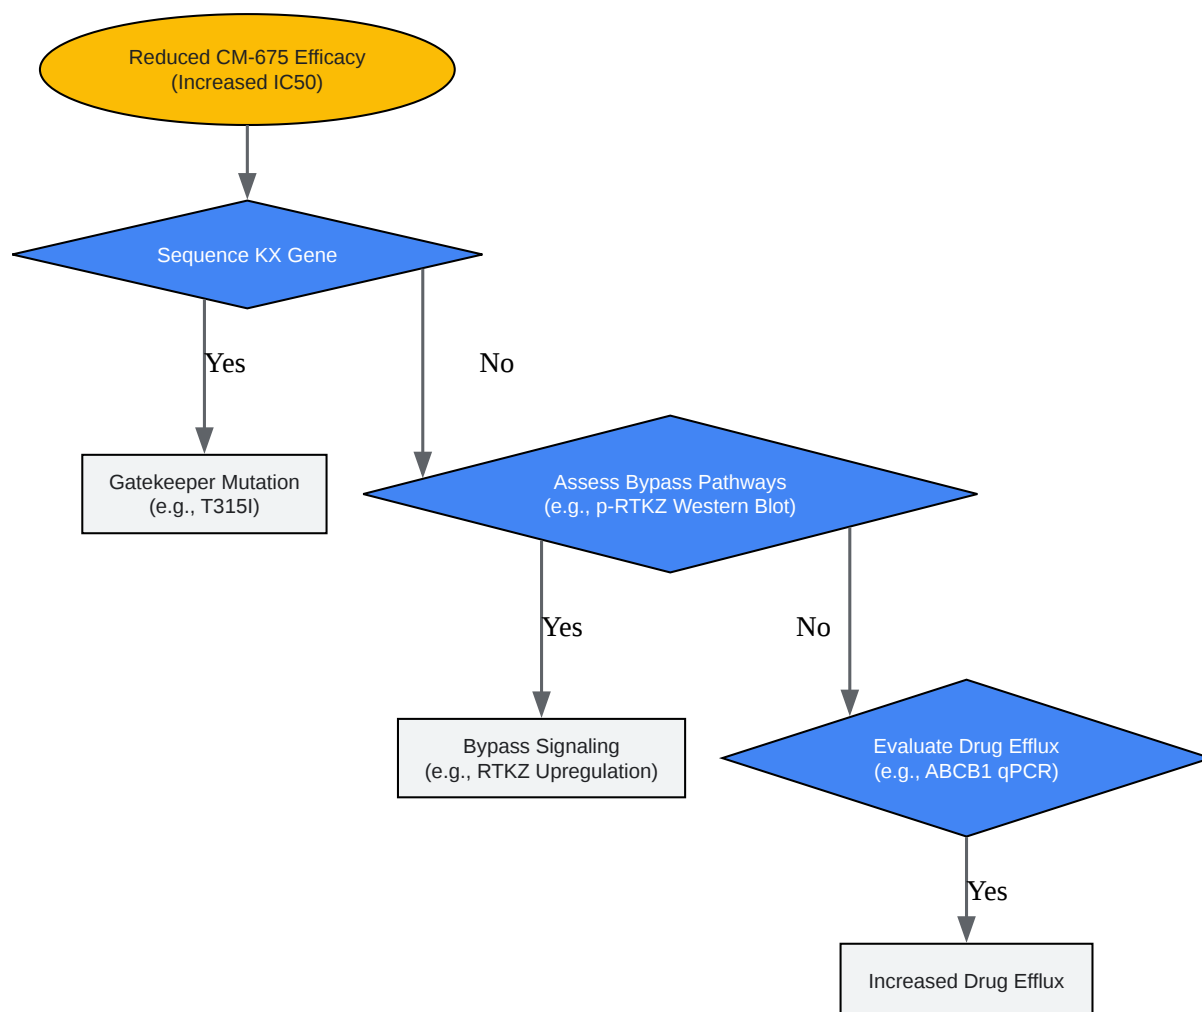 Reduced CM-675 Efficacy
(Increased IC50)
Sequence KX Gene
Yes
No
Gatekeeper Mutation
(e.g., T315I)
Assess Bypass Pathways
(e.g., p-RTKZ Western Blot)
Yes
No
Bypass Signaling
(e.g., RTKZ Upregulation)
Evaluate Drug Efflux
(e.g., ABCB1 qPCR)
Yes
Increased Drug Efflux